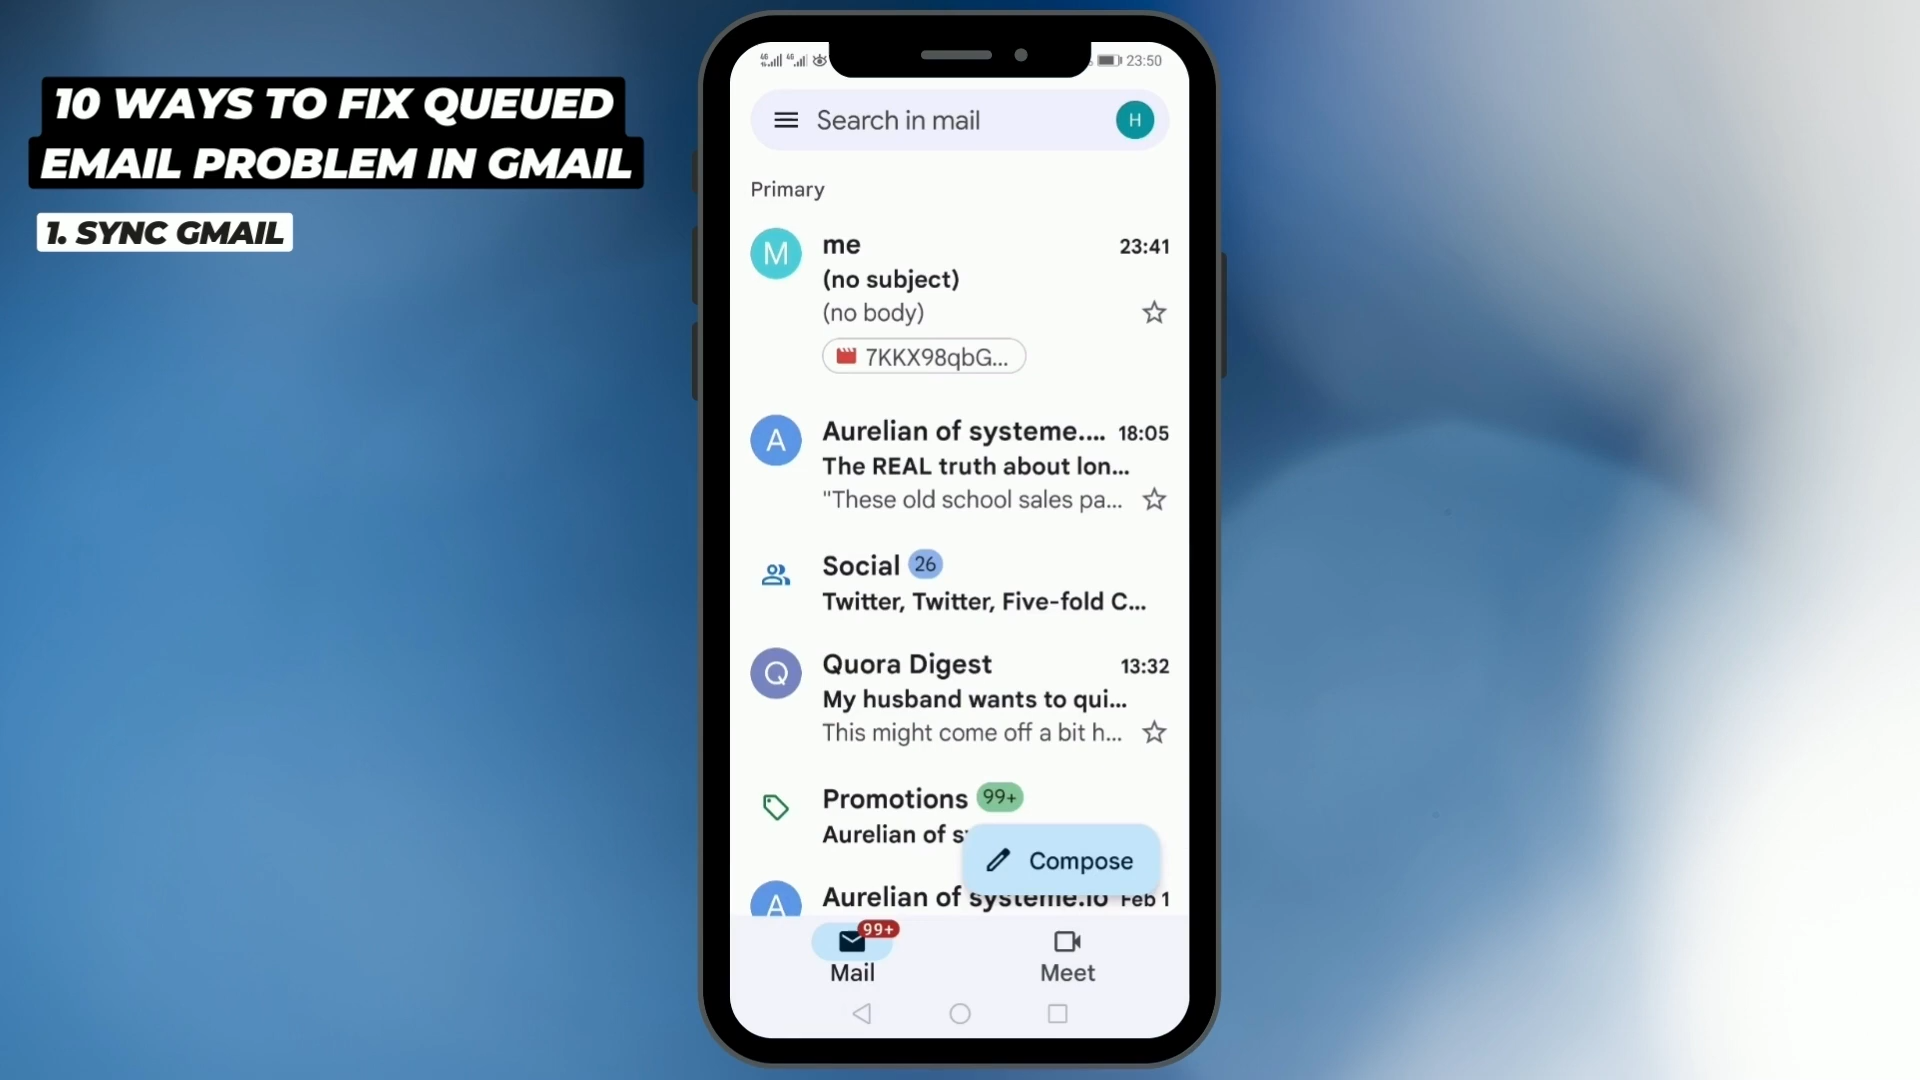 10 WAYS TO FIX QUEUED
EMAIL PROBLEM IN GMAIL
1. SYNC GMAIL
4G 4G 23:50
Search in mail H
Primary
M me 23:41
(no subject)
(no body)
7KKX98qbG...
A Aurelian of systeme.... 18:05
The REAL truth about lon...
"These old school sales pa...
Social 26
Twitter, Twitter, Five-fold C...
Q Quora Digest 13:32
My husband wants to qui...
This might come off a bit h...
Promotions 99+
Aurelian of s
Compose
A Aurelian of systeme.io Feb 1
99+
Mail Meet